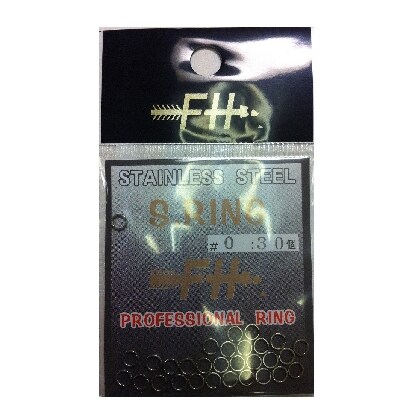 FH
STAINLESS STEEL
S.RING
# 0 :30個
FH
PROFESSIONAL RING